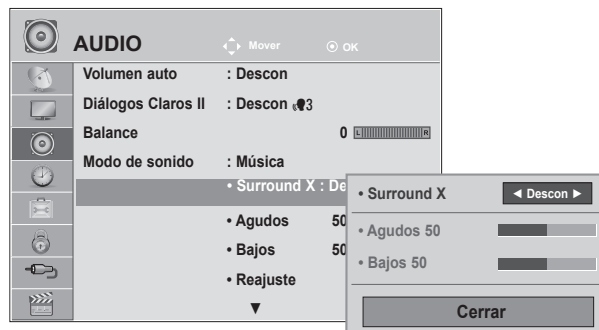 AUDIO
Mover
OK
Volumen auto : Descon
Diálogos Claros II : Descon 3
Balance 0 L R
Modo de sonido : Música
• Surround X : De
• Agudos 50
• Bajos 50
• Reajuste
▼
• Surround X ◄ Descon ►
• Agudos 50
• Bajos 50
Cerrar